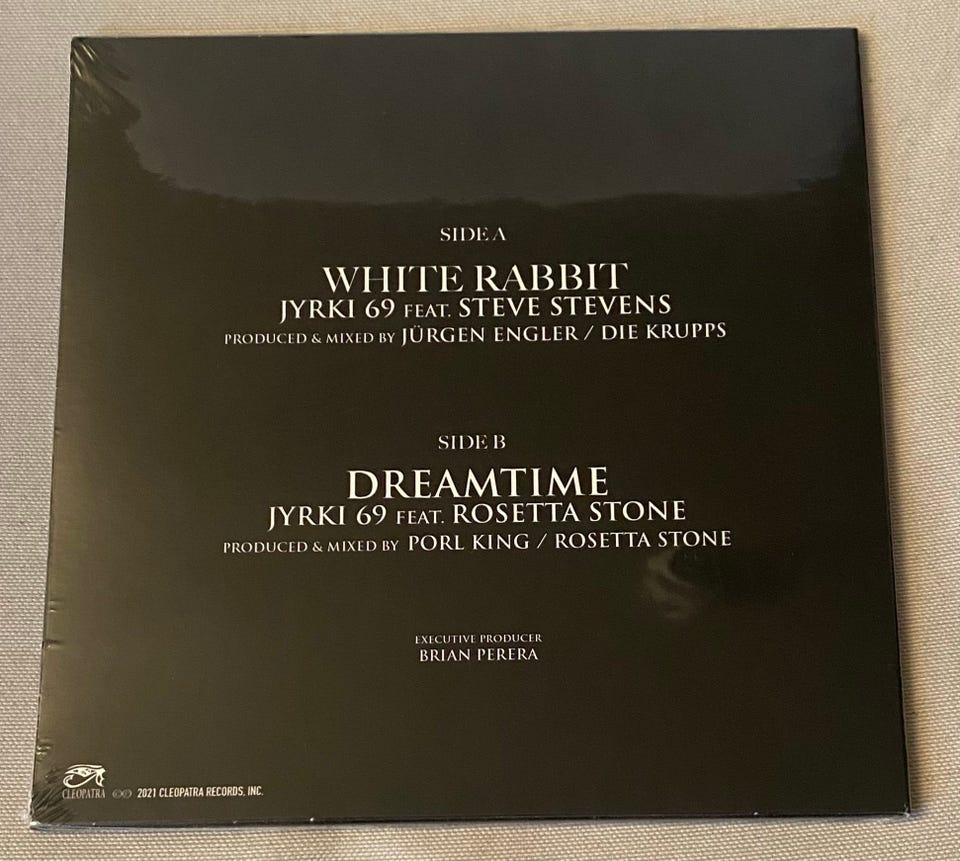 SIDE A
WHITE RABBIT
JYRKI 69 FEAT. STEVE STEVENS
PRODUCED & MIXED BY JÜRGEN ENGLER / DIE KRUPPS
SIDE B
DREAMTIME
JYRKI 69 FEAT. ROSETTA STONE
PRODUCED & MIXED BY PORL KING / ROSETTA STONE
EXECUTIVE PRODUCER
BRIAN PERERA
CLEOPATRA ℗© 2021 CLEOPATRA RECORDS, INC.